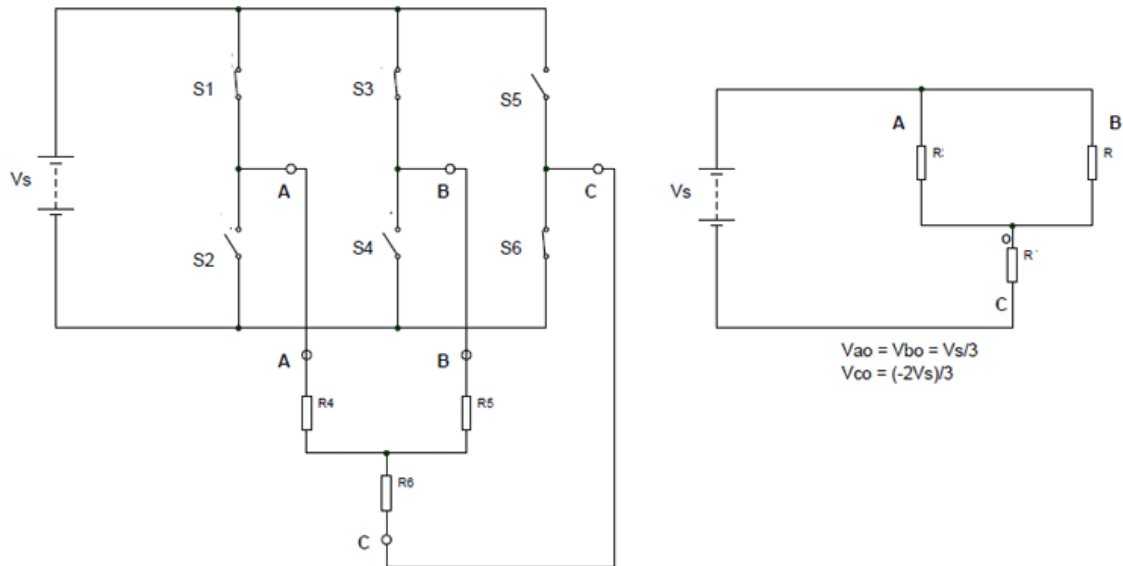 S1
S3
S5
Vs
A
B
C
S2
S4
S6
A
B
R4
R5
R6
C
A
B
R
Vs
O
C
Vao = Vbo = Vs/3
Vco = (-2Vs)/3